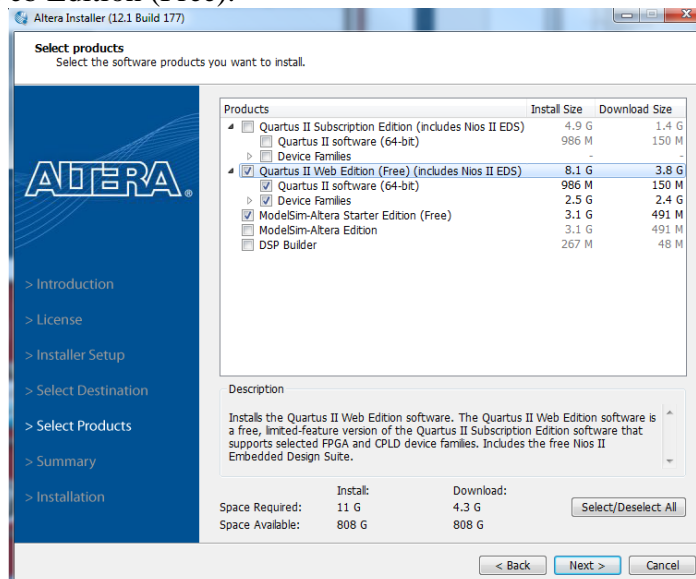 Altera Installer (12.1 Build 177)
Select products
Select the software products you want to install.
ALTERA®
> Introduction
> License
> Installer Setup
> Select Destination
> Select Products
> Summary
> Installation
Products Install Size Download Size
Quartus II Subscription Edition (includes Nios II EDS) 4.9 G 1.4 G
Quartus II software (64-bit) 986 M 150 M
Device Families - -
Quartus II Web Edition (Free) (includes Nios II EDS) 8.1 G 3.8 G
Quartus II software (64-bit) 986 M 150 M
Device Families 2.5 G 2.4 G
ModelSim-Altera Starter Edition (Free) 3.1 G 491 M
ModelSim-Altera Edition 3.1 G 491 M
DSP Builder 267 M 48 M
Description
Installs the Quartus II Web Edition software. The Quartus II Web Edition software is
a free, limited-feature version of the Quartus II Subscription Edition software that
supports selected FPGA and CPLD device families. Includes the free Nios II
Embedded Design Suite.
Install: Download:
Space Required: 11 G 4.3 G
Space Available: 808 G 808 G
Select/Deselect All
< Back Next > Cancel